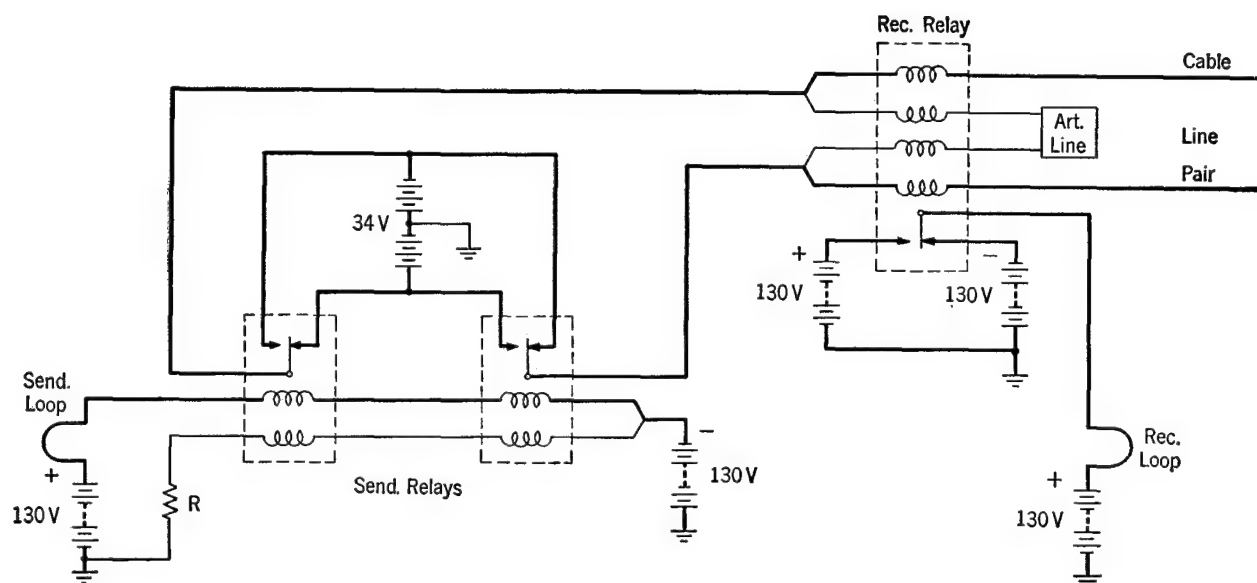 Rec. Relay
Cable
Art.
Line
Line
Pair
34 V
+
−
130 V
130 V
Send.
Loop
+
130 V
R
Send. Relays
−
130 V
Rec.
Loop
+
130 V